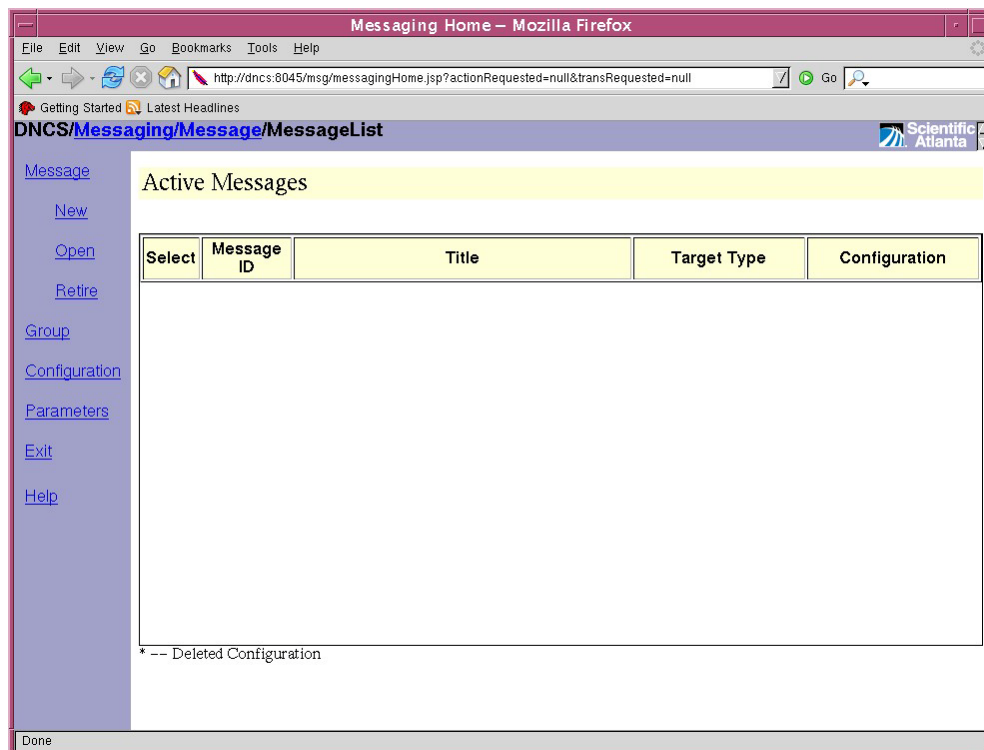 Messaging Home – Mozilla Firefox
File Edit View Go Bookmarks Tools Help
http://dncs:8045/msg/messagingHome.jsp?actionRequested=null&transRequested=null Go
Getting Started Latest Headlines
DNCS/Messaging/Message/MessageList
Scientific
Atlanta
Message
New
Open
Retire
Group
Configuration
Parameters
Exit
Help
Active Messages
Select Message ID Title Target Type Configuration
* -- Deleted Configuration
Done